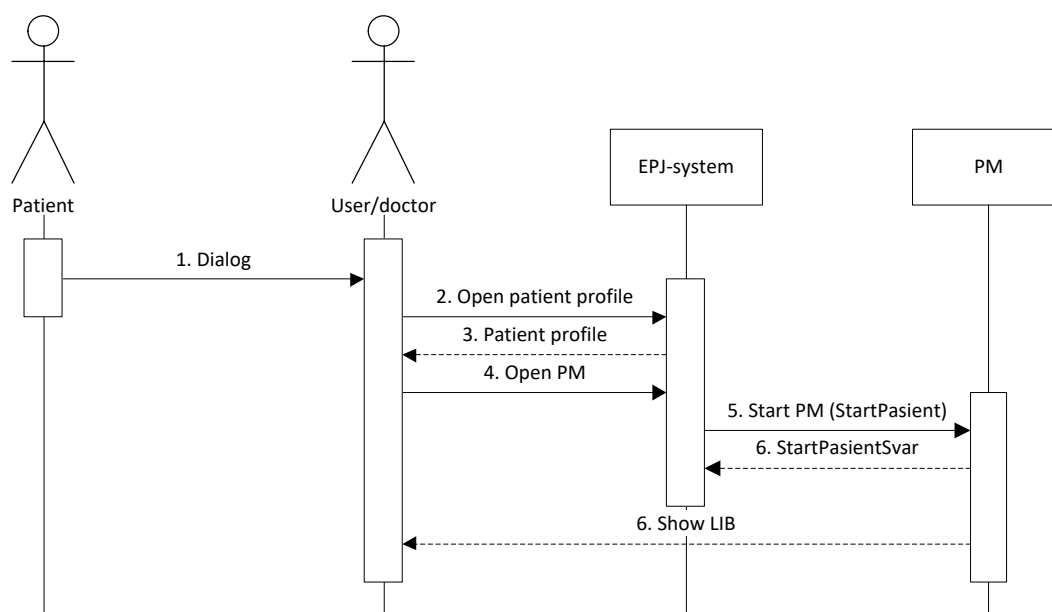 EPJ-system
PM
Patient
User/doctor
1. Dialog
2. Open patient profile
3. Patient profile
4. Open PM
5. Start PM (StartPasient)
6. StartPasientSvar
6. Show LIB